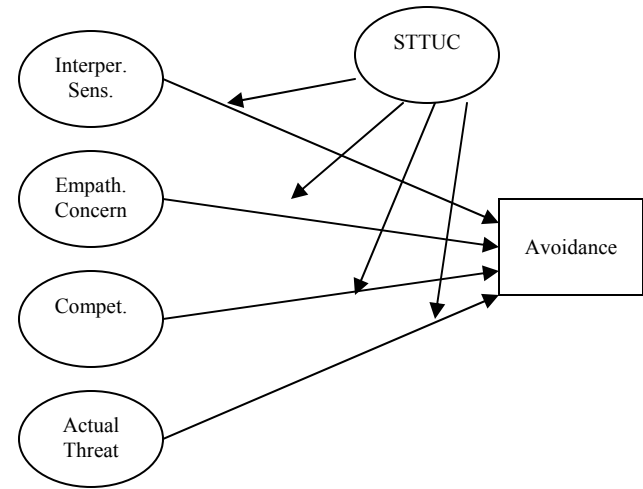 STTUC
Interper.
Sens.
Empath.
Concern
Avoidance
Compet.
Actual
Threat